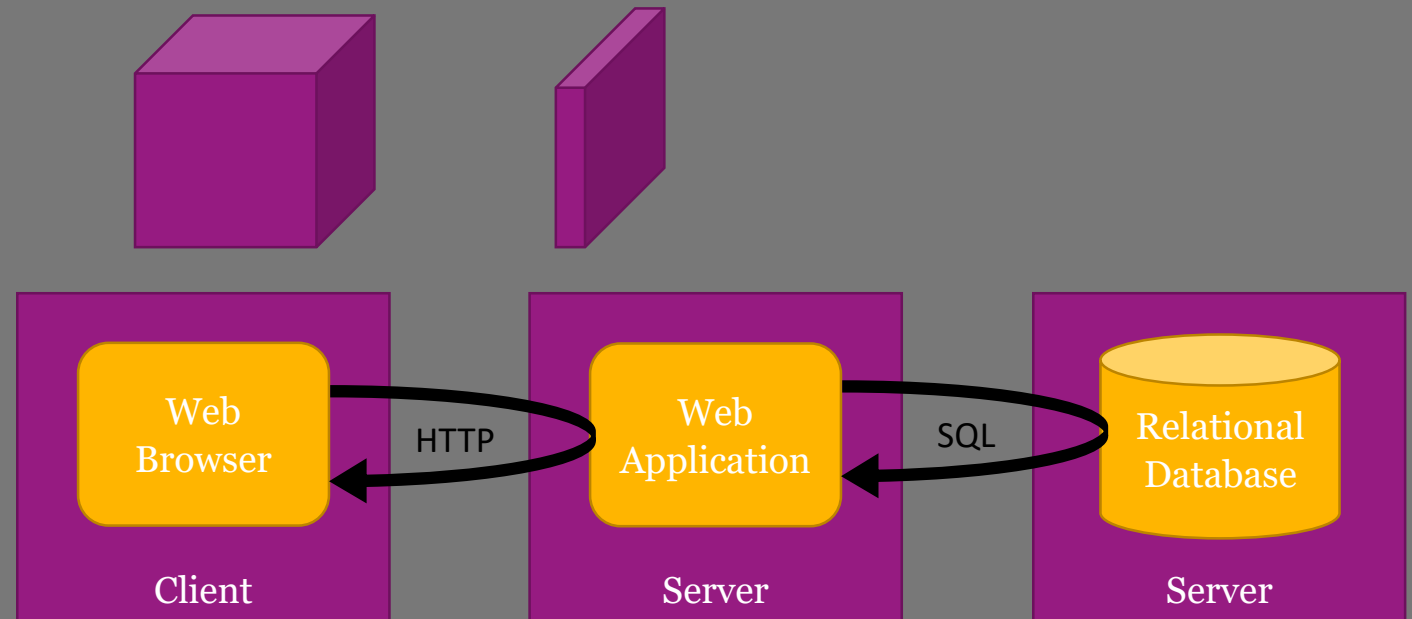 Web
Browser
HTTP
Web
Application
SQL
Relational
Database
Client
Server
Server